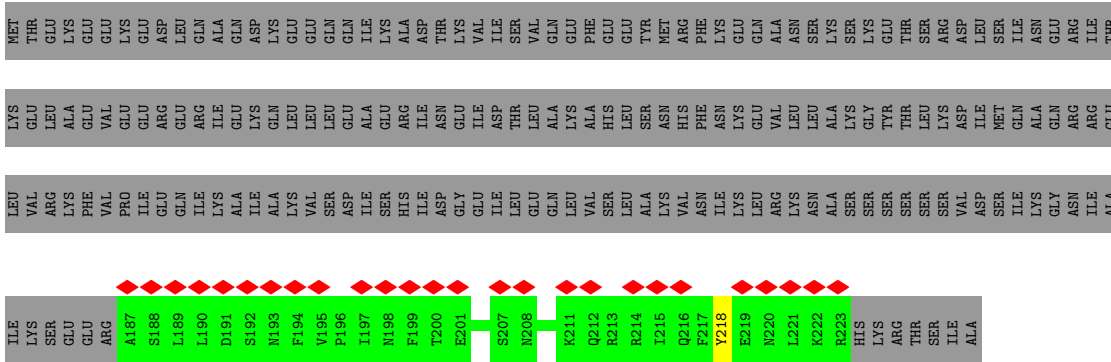 MET THR GLU LYS GLU GLU LYS GLU ASP LEU GLN ALA GLN ASP LYS GLU GLU GLN GLN ILE LYS ALA ASP THR LYS VAL ILE SER VAL GLN GLU PHE GLU GLU TYR MET ARG PHE LYS GLU GLN ALA ASN SER LYS SER LYS GLU THR SER ARG ASP LEU SER ILE ASN GLU ARG ILE THR
LYS GLU LEU ALA GLU VAL GLU GLU ARG GLU ARG ILE GLU LYS GLN LEU LEU LEU GLU ALA GLU ARG ILE ASN GLU ILE ASP THR LEU ALA LYS ALA HIS LEU SER ASN HIS PHE ASN LYS GLU VAL LEU LEU ALA LYS GLY TYR THR LEU LYS ASP ILE MET GLN ALA GLN ARG ARG GLU
LEU VAL ARG LYS PHE VAL PRO ILE GLU GLN ILE LYS ALA ILE ALA LYS VAL SER ASP ILE SER HIS ILE ASP GLY GLU ILE LEU GLU GLN LEU VAL SER LEU ALA LYS VAL ASN ILE LYS LEU ARG LYS ASN ALA SER SER SER SER SER SER VAL ASP SER ILE LYS GLY ASN ILE ALA
ILE LYS SER GLU GLU ARG A187 S188 L189 L190 D191 S192 N193 F194 V195 P196 I197 N198 F199 T200 E201 S207 N208 K211 Q212 R213 R214 I215 Q216 F217 Y218 E219 N220 L221 K222 R223 HIS LYS ARG THR SER ILE ALA